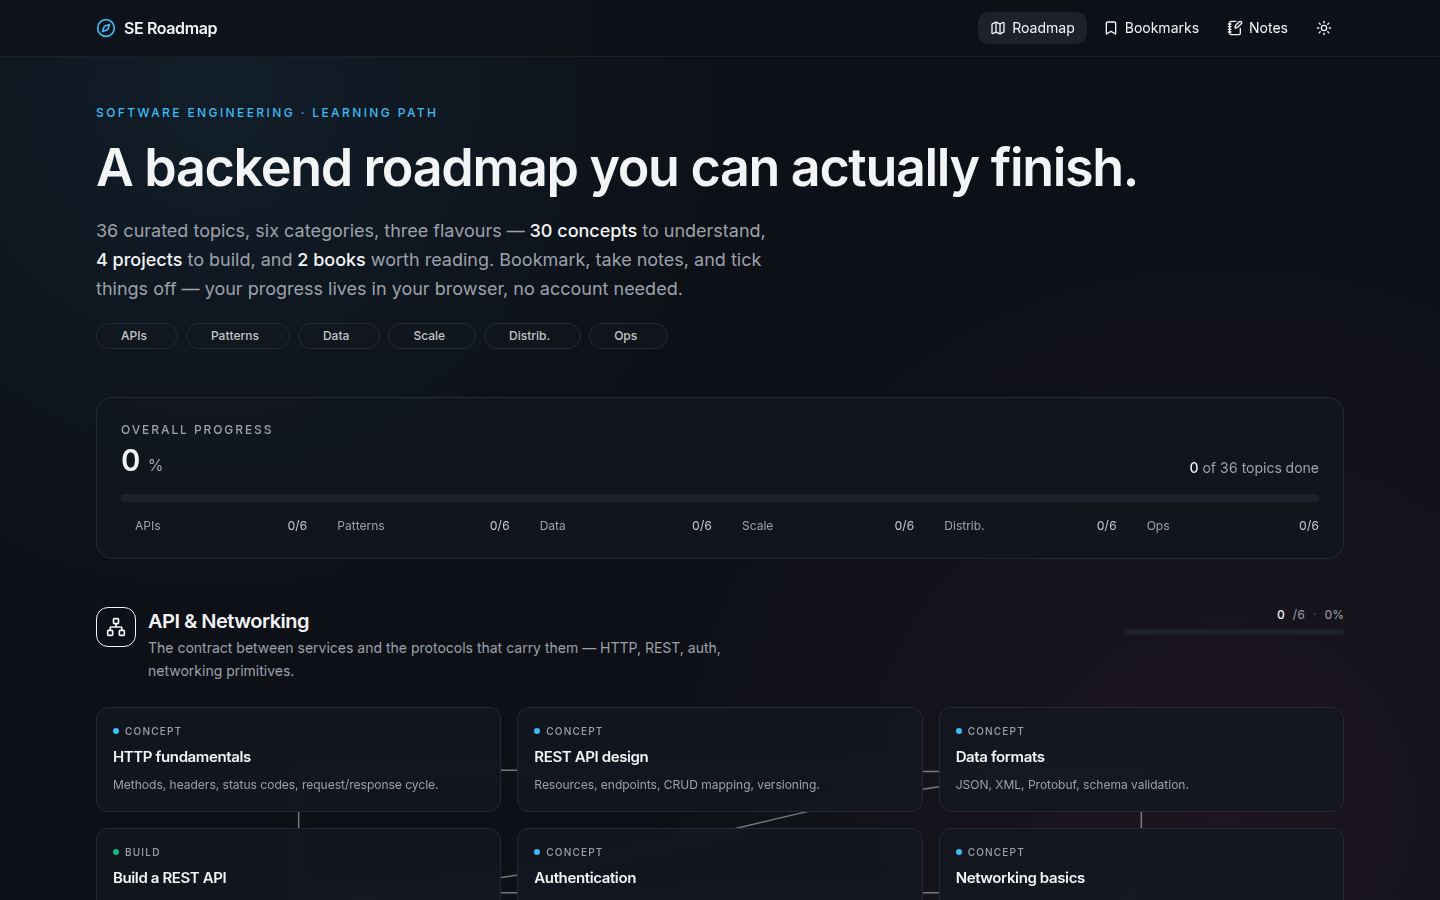 SE Roadmap
Roadmap
Bookmarks
Notes
SOFTWARE ENGINEERING · LEARNING PATH
A backend roadmap you can actually finish.
36 curated topics, six categories, three flavours — 30 concepts to understand,
4 projects to build, and 2 books worth reading. Bookmark, take notes, and tick
things off — your progress lives in your browser, no account needed.
APIs
Patterns
Data
Scale
Distrib.
Ops
OVERALL PROGRESS
0 %
0 of 36 topics done
APIs 0/6
Patterns 0/6
Data 0/6
Scale 0/6
Distrib. 0/6
Ops 0/6
API & Networking
0 /6 · 0%
The contract between services and the protocols that carry them — HTTP, REST, auth,
networking primitives.
CONCEPT
HTTP fundamentals
Methods, headers, status codes, request/response cycle.
CONCEPT
REST API design
Resources, endpoints, CRUD mapping, versioning.
CONCEPT
Data formats
JSON, XML, Protobuf, schema validation.
BUILD
Build a REST API
CONCEPT
Authentication
CONCEPT
Networking basics